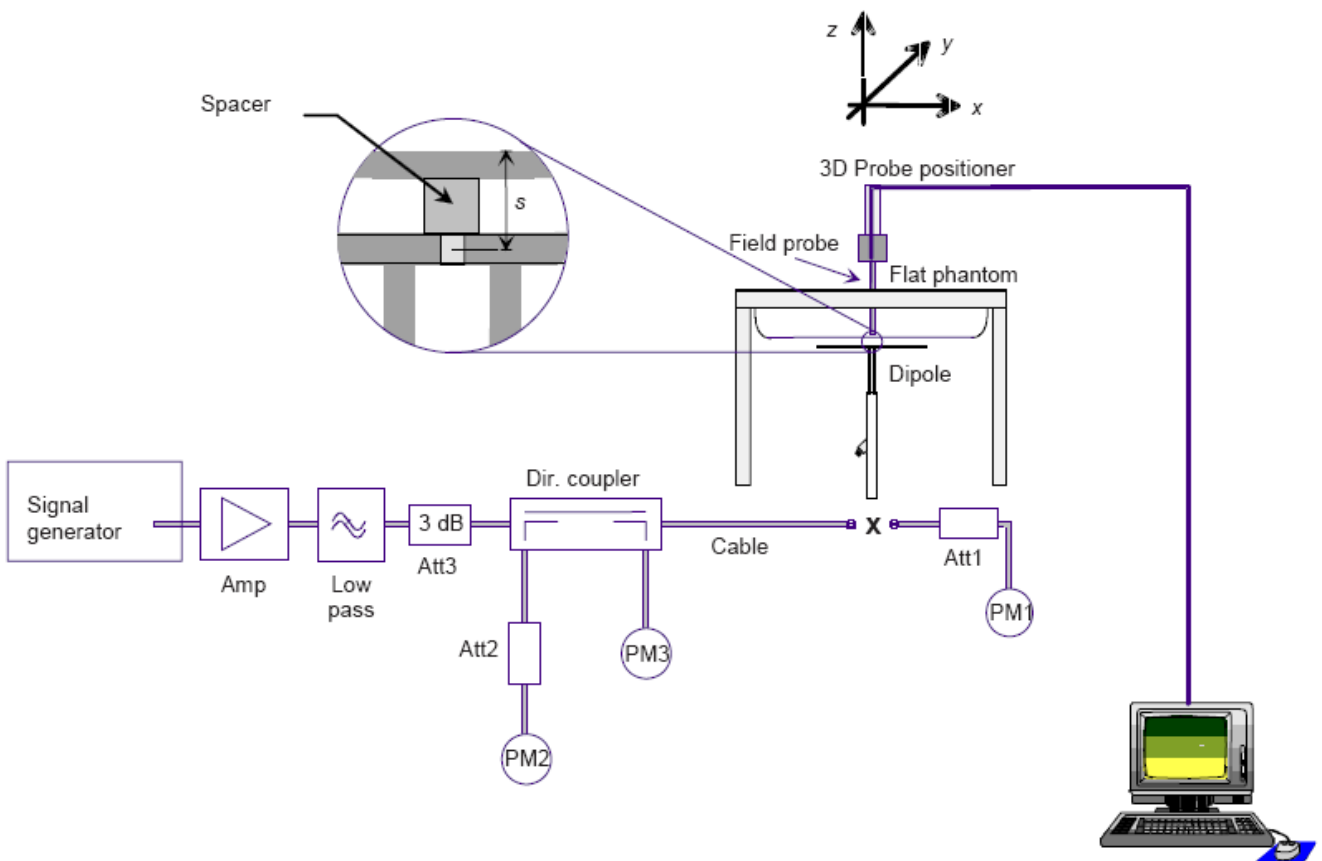 z
y
x
Spacer
s
3D Probe positioner
Field probe
Flat phantom
Dipole
Signal
generator
Amp
Low
pass
3 dB
Att3
Dir. coupler
Cable
X
Att1
PM1
Att2
PM3
PM2